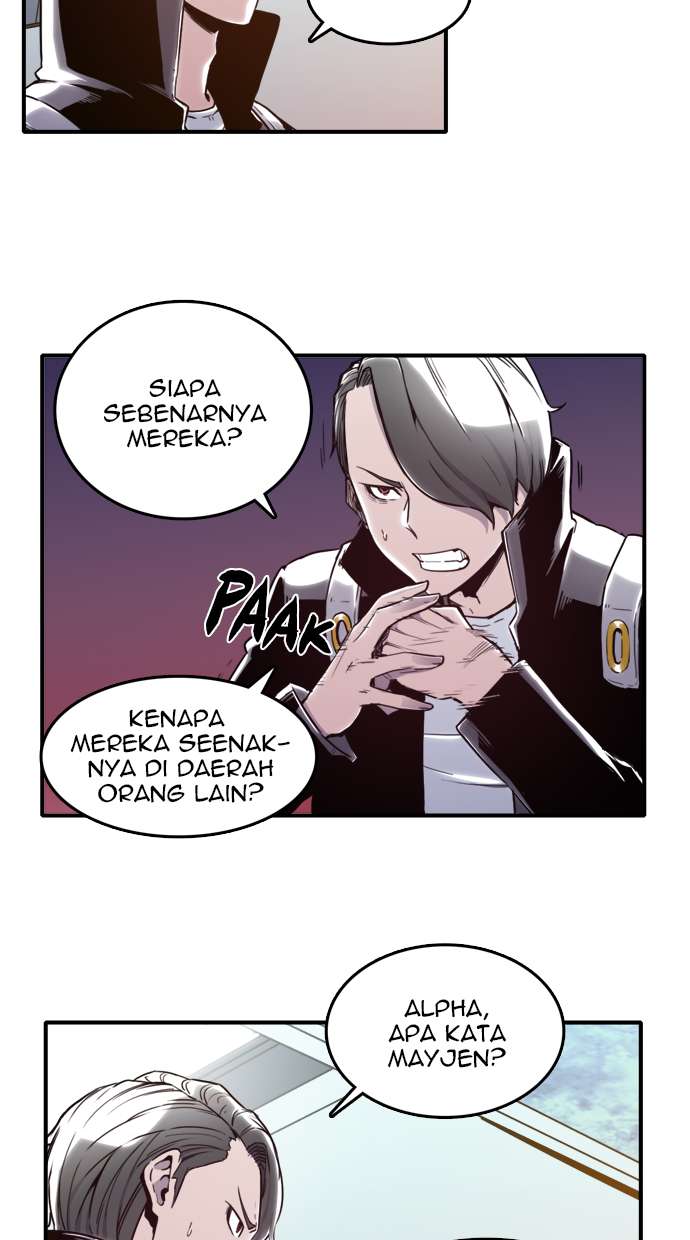 SIAPA
SEBENARNYA
MEREKA?
PAAK
KENAPA
MEREKA SEENAK-
NYA DI DAERAH
ORANG LAIN?
ALPHA,
APA KATA
MAYJEN?